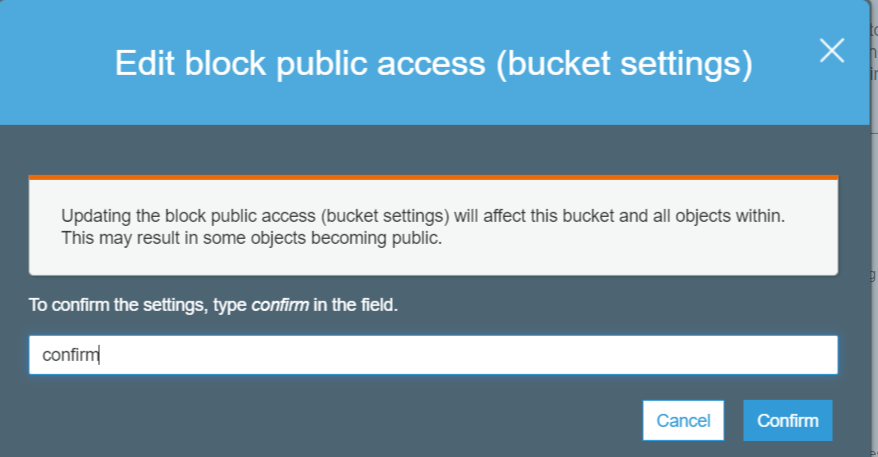 Edit block public access (bucket settings)
Updating the block public access (bucket settings) will affect this bucket and all objects within.
This may result in some objects becoming public.
To confirm the settings, type confirm in the field.
confirm
Cancel
Confirm